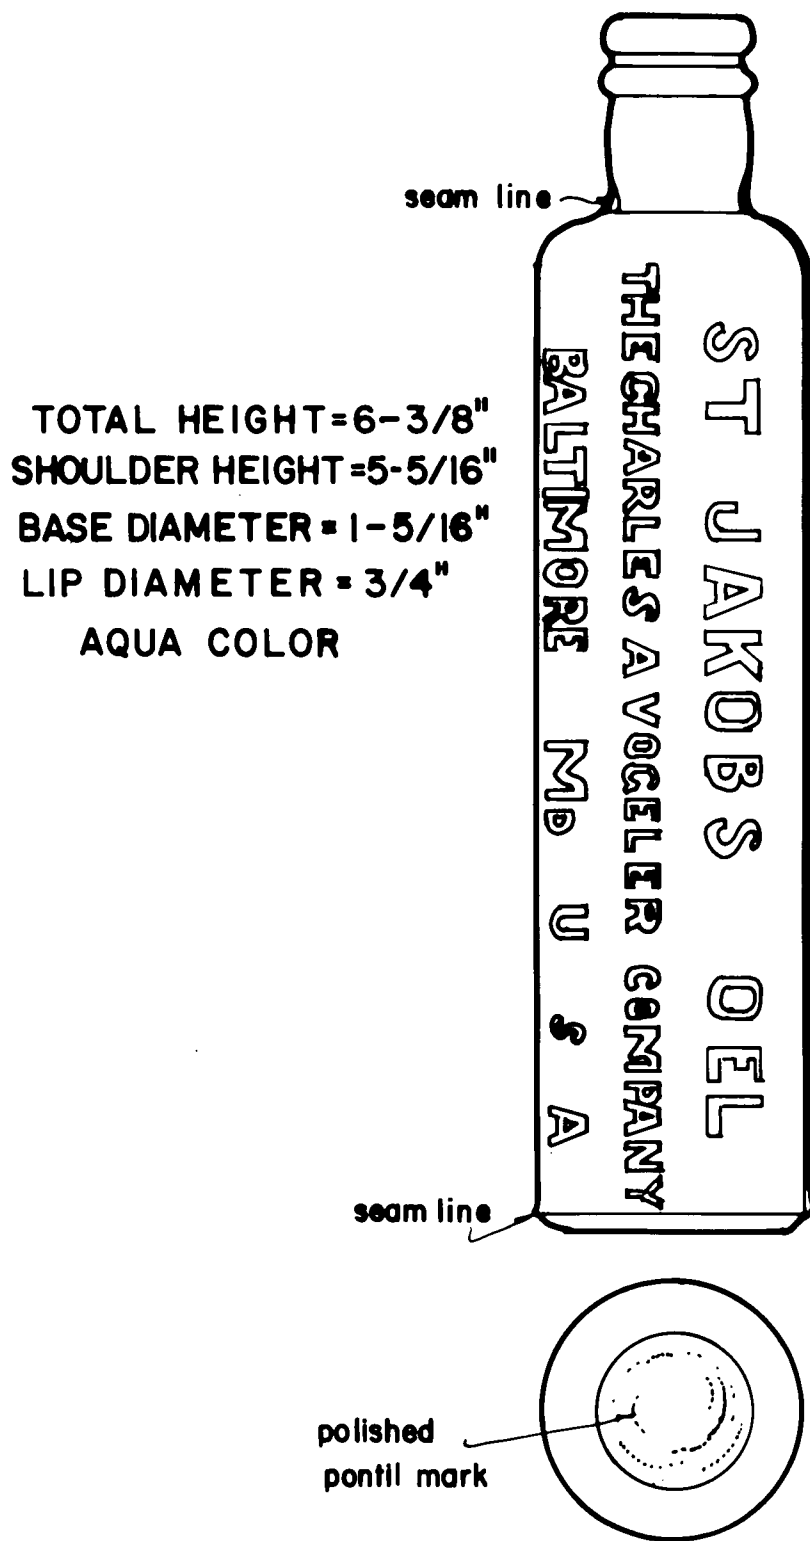 seam line
TOTAL HEIGHT=6-3/8"
SHOULDER HEIGHT=5-5/16"
BASE DIAMETER = 1-5/16"
LIP DIAMETER = 3/4"
AQUA COLOR
ST JAKOBS OEL
THE CHARLES A VOGELER COMPANY
BALTIMORE MD U S A
seam line
polished
pontil mark